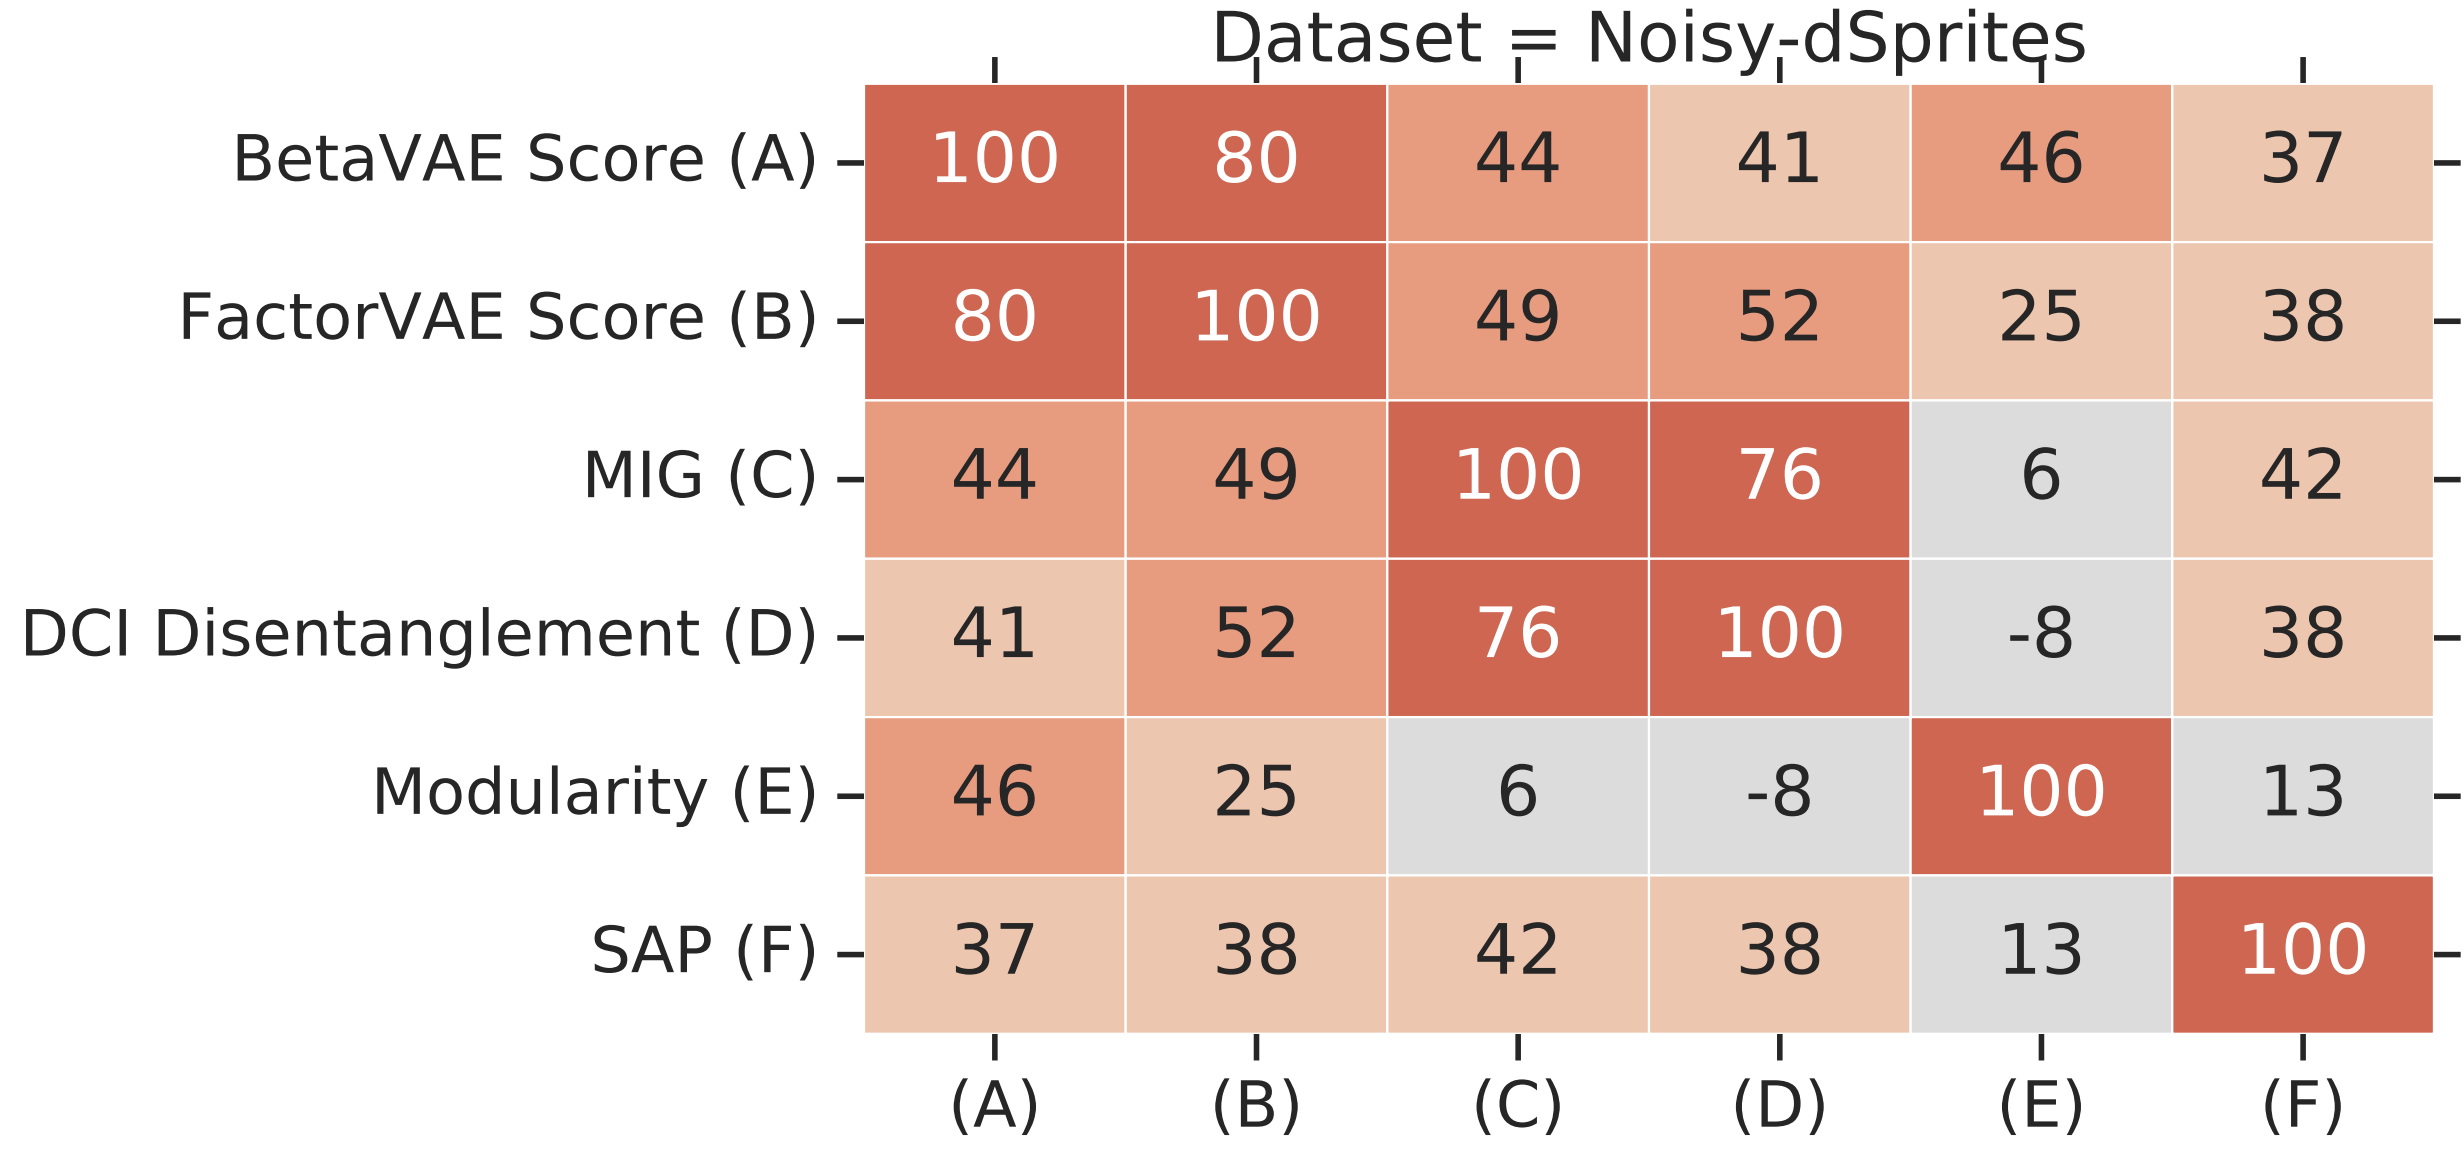 Dataset = Noisy-dSprites
BetaVAE Score (A) 100 80 44 41 46 37
FactorVAE Score (B) 80 100 49 52 25 38
MIG (C) 44 49 100 76 6 42
DCI Disentanglement (D) 41 52 76 100 -8 38
Modularity (E) 46 25 6 -8 100 13
SAP (F) 37 38 42 38 13 100
(A) (B) (C) (D) (E) (F)